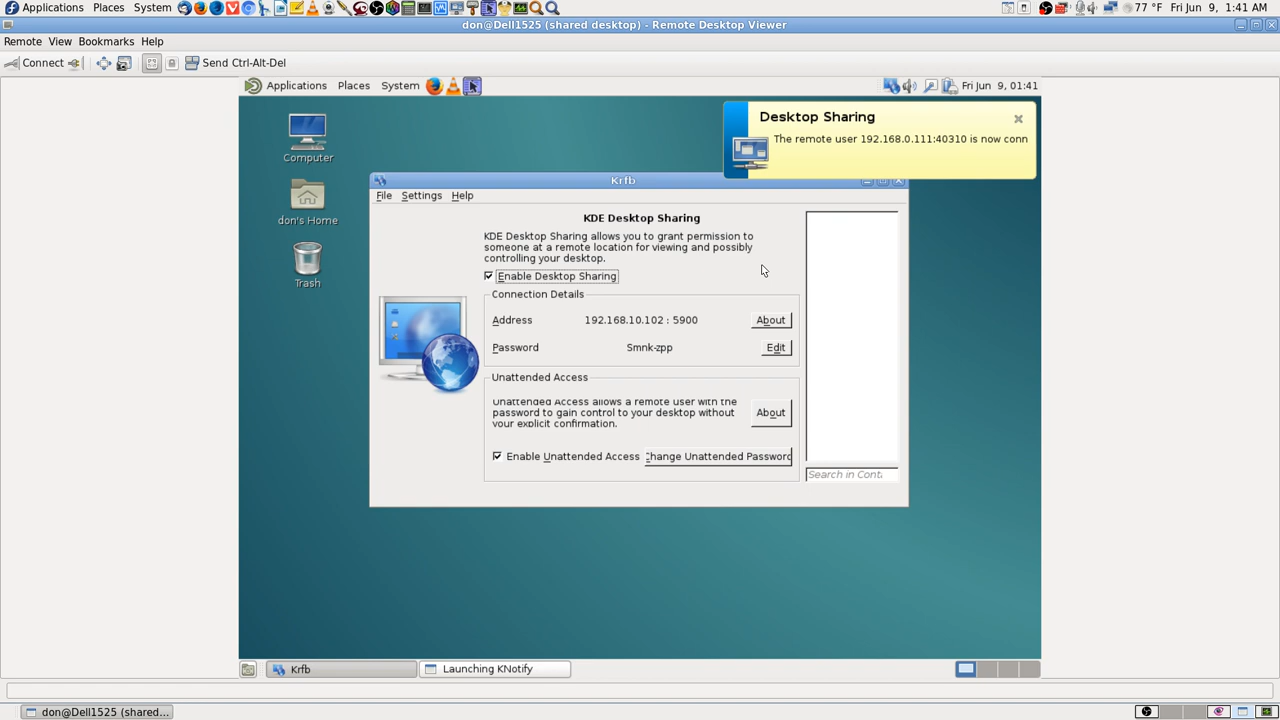 Applications Places System 77 °F Fri Jun 9, 1:41 AM
don@Dell1525 (shared desktop) - Remote Desktop Viewer
Remote View Bookmarks Help
Connect Send Ctrl-Alt-Del
Applications Places System Fri Jun 9, 01:41
Desktop Sharing
The remote user 192.168.0.111:40310 is now conn
Computer
don's Home
Trash
Krfb
File Settings Help
KDE Desktop Sharing
KDE Desktop Sharing allows you to grant permission to
someone at a remote location for viewing and possibly
controlling your desktop.
Enable Desktop Sharing
Connection Details
Address 192.168.10.102 : 5900 About
Password Smnk-zpp Edit
Unattended Access
Unattended Access allows a remote user with the
password to gain control to your desktop without
your explicit confirmation.
About
Enable Unattended Access Change Unattended Password
Search in Cont
Krfb Launching KNotify
don@Dell1525 (shared...